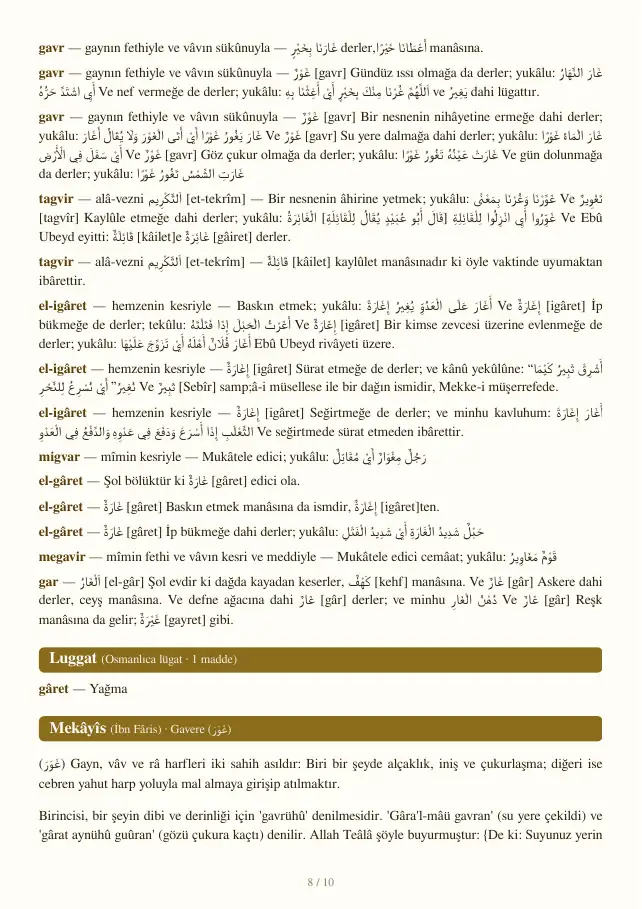 gavr — gaynın fethiyle ve vâvın sükûnuyla — غَارَنَا بِخَيْرٍ derler,أَعْطَانَا خَيْرًا manâsına.
gavr — gaynın fethiyle ve vâvın sükûnuyla — غَوْرٌ [gavr] Gündüz ıssı olmağa da derler; yukâlu: غَارَ النَّهَارُ
أَيِ اشْتَدَّ حَرُّهُ Ve nef vermeğe de derler; yukâlu: اَللَّهُمَّ غُرْنَا مِنْكَ بِخَيْرٍ أَيْ أَغِثْنَا بِهِ ve يَغِيرُ dahi lügattır.
gavr — gaynın fethiyle ve vâvın sükûnuyla — غَوْرٌ [gavr] Bir nesnenin nihâyetine ermeğe dahi derler;
yukâlu: غَارَ يَغُورُ غَوْرًا أَيْ أَتَى الْغَوْرَ وَلَا يُقَالُ أَغَارَ Ve غَوْرٌ [gavr] Su yere dalmağa dahi derler; yukâlu: غَارَ الْمَاءُ غَوْرًا
أَيْ سَفَلَ فِي الْأَرْضِ Ve غَوْرٌ [gavr] Göz çukur olmağa da derler; yukâlu: غَارَتْ عَيْنُهُ تَغُورُ غَوْرًا Ve gün dolunmağa
da derler; yukâlu: غَارَتِ الشَّمْسُ تَغُورُ غَوْرًا
tagvir — alâ-vezni اَلتَّكْرِيم [et-tekrîm] — Bir nesnenin âhirine yetmek; yukâlu: غَوَّرْنَا وَغُرْنَا بِمَعْنًى Ve تَغْوِيرٌ
[tagvîr] Kaylûle etmeğe dahi derler; yukâlu: غَوِّرُوا أَيِ انْزِلُوا لِلْقَائِلَةِ [قَالَ أَبُو عُبَيْدٍ يُقَالُ لِلْقَائِلَةِ] الْغَائِرَةُ Ve Ebû
Ubeyd eyitti: قَائِلَةٌ [kâilet]e غَائِرَةٌ [gâiret] derler.
tagvir — alâ-vezni اَلتَّكْرِيم [et-tekrîm] — قَائِلَةٌ [kâilet] kaylûlet manâsınadır ki öyle vaktinde uyumaktan
ibârettir.
el-igâret — hemzenin kesriyle — Baskın etmek; yukâlu: أَغَارَ عَلَى الْعَدُوِّ يُغِيرُ إِغَارَةً Ve إِغَارَةٌ [igâret] İp
bükmeğe de derler; tekûlu: أَغَرْتُ الْحَبْلَ إِذَا فَتَلْتَهُ Ve إِغَارَةٌ [igâret] Bir kimse zevcesi üzerine evlenmeğe de
derler; yukâlu: أَغَارَ فُلَانٌ أَهْلَهُ أَيْ تَزَوَّجَ عَلَيْهَا Ebû Ubeyd rivâyeti üzere.
el-igâret — hemzenin kesriyle — إِغَارَةٌ [igâret] Sürat etmeğe de derler; ve kânû yekûlûne: “أَشْرِقْ ثَبِيرُ كَيْمَا
نُغِيرُ” أَيْ نُسْرِعُ لِلنَّحْرِ Ve ثَبِيرٌ [Sebîr] samp;â-i müsellese ile bir dağın ismidir, Mekke-i müşerrefede.
el-igâret — hemzenin kesriyle — إِغَارَةٌ [igâret] Seğirtmeğe de derler; ve minhu kavluhum: أَغَارَ إِغَارَةَ
الثَّعْلَبِ إِذَا أَسْرَعَ وَدَفَعَ فِي عَدْوِهِ وَالدَّفْعُ فِي الْعَدْوِ Ve seğirtmede sürat etmeden ibârettir.
migvar — mîmin kesriyle — Mukâtele edici; yukâlu: رَجُلٌ مِغْوَارٌ أَيْ مُقَاتِلٌ
el-gâret — Şol bölüktür ki غَارَةٌ [gâret] edici ola.
el-gâret — غَارَةٌ [gâret] Baskın etmek manâsına da ismdir, إِغَارَةٌ [igâret]ten.
el-gâret — غَارَةٌ [gâret] İp bükmeğe dahi derler; yukâlu: حَبْلٌ شَدِيدُ الْغَارَةِ أَيْ شَدِيدُ الْفَتْلِ
megavir — mîmin fethi ve vâvın kesri ve meddiyle — Mukâtele edici cemâat; yukâlu: قَوْمٌ مَغَاوِيرُ
gar — اَلْغَارُ [el-gâr] Şol evdir ki dağda kayadan keserler, كَهْفٌ [kehf] manâsına. Ve غَارٌ [gâr] Askere dahi
derler, ceyş manâsına. Ve defne ağacına dahi غَارٌ [gâr] derler; ve minhu دُهْنُ الْغَارِ Ve غَارٌ [gâr] Reşk
manâsına da gelir; غَيْرَةٌ [gayret] gibi.
Luggat (Osmanlıca lügat · 1 madde)
gâret — Yağma
Mekâyîs (İbn Fâris) · Gavere (غَوَرَ)
(غَوَرَ) Gayn, vâv ve râ harfleri iki sahih asıldır: Biri bir şeyde alçaklık, iniş ve çukurlaşma; diğeri ise
cebren yahut harp yoluyla mal almaya girişip atılmaktır.
Birincisi, bir şeyin dibi ve derinliği için 'gavrühû' denilmesidir. 'Gâra'l-mâü gavran' (su yere çekildi) ve
'gârat aynühû guûran' (gözü çukura kaçtı) denilir. Allah Teâlâ şöyle buyurmuştur: {De ki: Suyunuz yerin
8 / 10